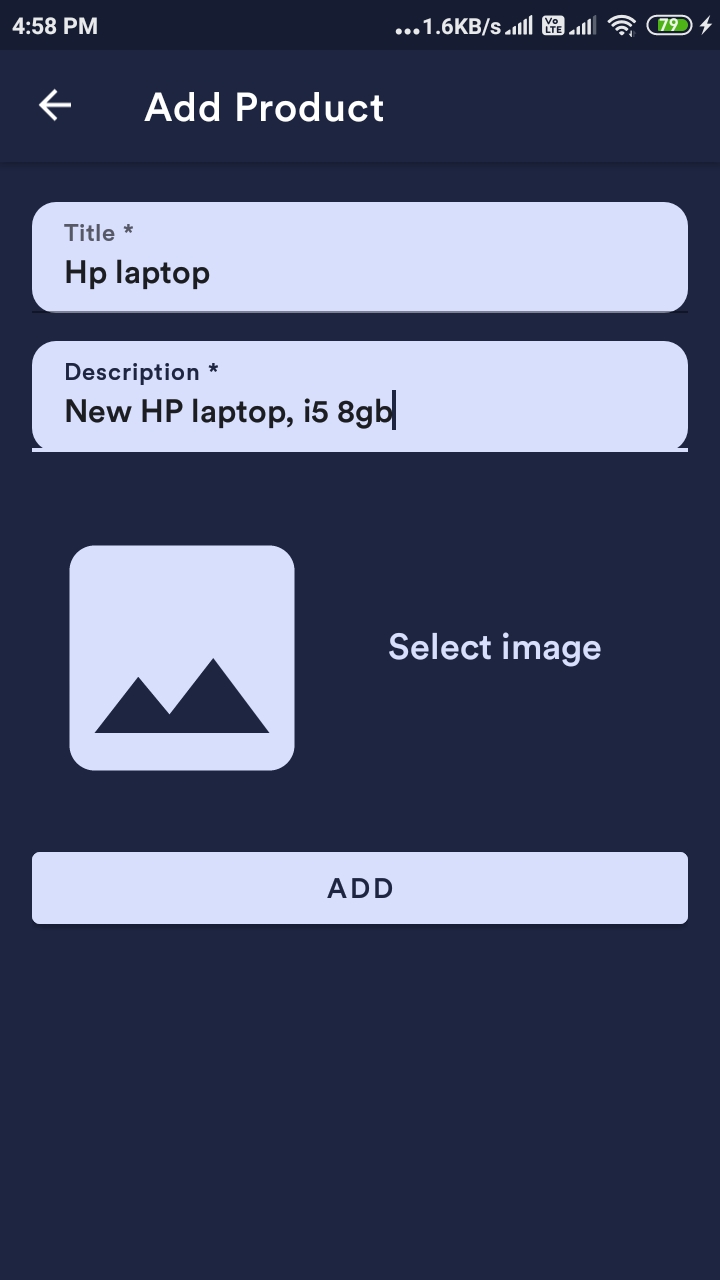 4:58 PM
...1.6KB/s Vo LTE 79
Add Product
Title *
Hp laptop
Description *
New HP laptop, i5 8gb
Select image
ADD